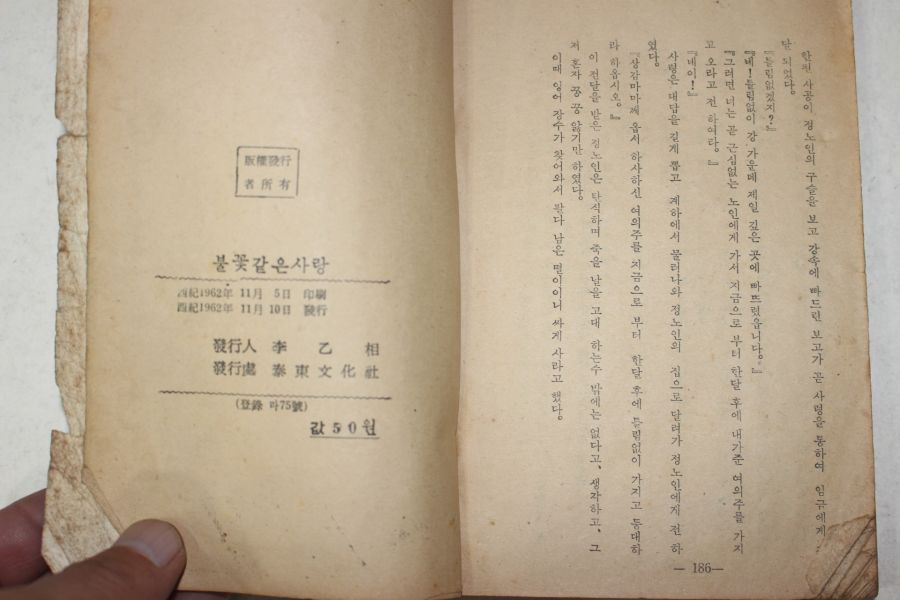 한편 사공이 정노인의 구슬을 보고 강속에 빠드린 보고가 곧 사령을 통하여 임금에게
달 되었다.
『틀림없겠지?』
『네! 틀림없이 강 가운데 제일 깊은 곳에 빠뜨렸읍니다.』
『그러면 너는 곧 근심없는 노인에게 가서 지금으로 부터 한달 후에 내가준 여의주를 가지
고 오라고 전 하여라.』
『네이!』
사령은 대답을 길게 뽑고 계하에서 물러나와 정노인의 집으로 달려가 정노인에게 전 하
였다.
『상감마마께 옵서 하사하신 여의주를 지금으로 부터 한달 후에 틀림없이 가지고 등대하
라 하옵시오.』
이 전달을 받은 정노인은 탄식하며 죽을 날을 고대 하는수 밖에는 없다고, 생각하고, 그
저 혼자 끙끙 앓기만 하였다.
이때 잉어 장수가 찾어와서 팔다 남은 떨이이니 싸게 사라고 했다.
— 186—
版權發行
者所有
불꽃같은사랑
西紀1962年 11月 5日 印刷
西紀1962年 11月 10日 發行
發行人 李乙相
發行處 泰東文化社
(登錄 마75號)
값 50원